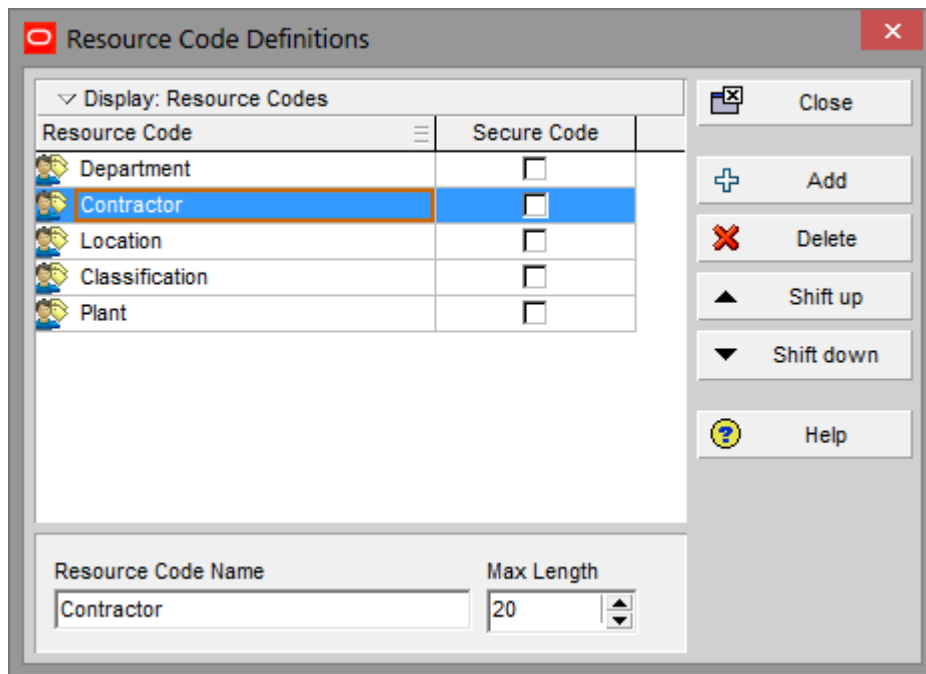 Resource Code Definitions
Display: Resource Codes
Resource Code Secure Code
Department
Contractor
Location
Classification
Plant
Close
Add
Delete
Shift up
Shift down
Help
Resource Code Name Max Length
Contractor 20